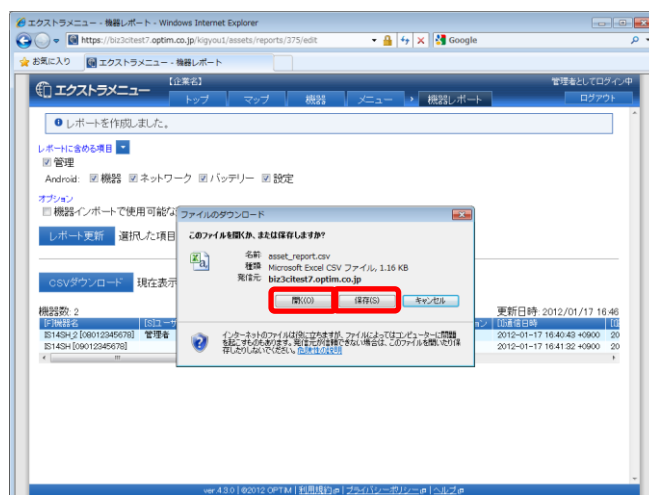 エクストラメニュー - 機器レポート - Windows Internet Explorer
https://biz3citest7.optim.co.jp/kigyou1/assets/reports/375/edit
Google
お気に入り
エクストラメニュー - 機器レポート
エクストラメニュー
【企業名】
管理者としてログイン中
トップ
マップ
機器
メニュー
機器レポート
ログアウト
レポートを作成しました。
レポートに含める項目
管理
Android: 機器 ネットワーク バッテリー 設定
オプション
機器インポートで使用可能な
レポート更新 選択した項目
CSVダウンロード 現在表示
機器数: 2
更新日時: 2012/01/17 16:46
[F]機器名
[S]ユーザ
[D]通信日時
IS14SH_2 [09012345678] 管理者
2012-01-17 16:40:43 +0900 20
IS14SH [09012345678]
2012-01-17 16:41:32 +0900 20
ファイルのダウンロード
このファイルを開くか、または保存しますか?
名前: asset_report.csv
種類: Microsoft Excel CSV ファイル, 1.16 KB
発信元: biz3citest7.optim.co.jp
開く(O)
保存(S)
キャンセル
インターネットのファイルは役に立ちますが、ファイルによってはコンピューターに問題
を起こすものもあります。発信元が信頼できない場合は、このファイルを開いたり保
存したりしないでください。危険性の説明
ver.4.3.0 | ©2012 OPTiM | 利用規約 | プライバシーポリシー | ヘルプ